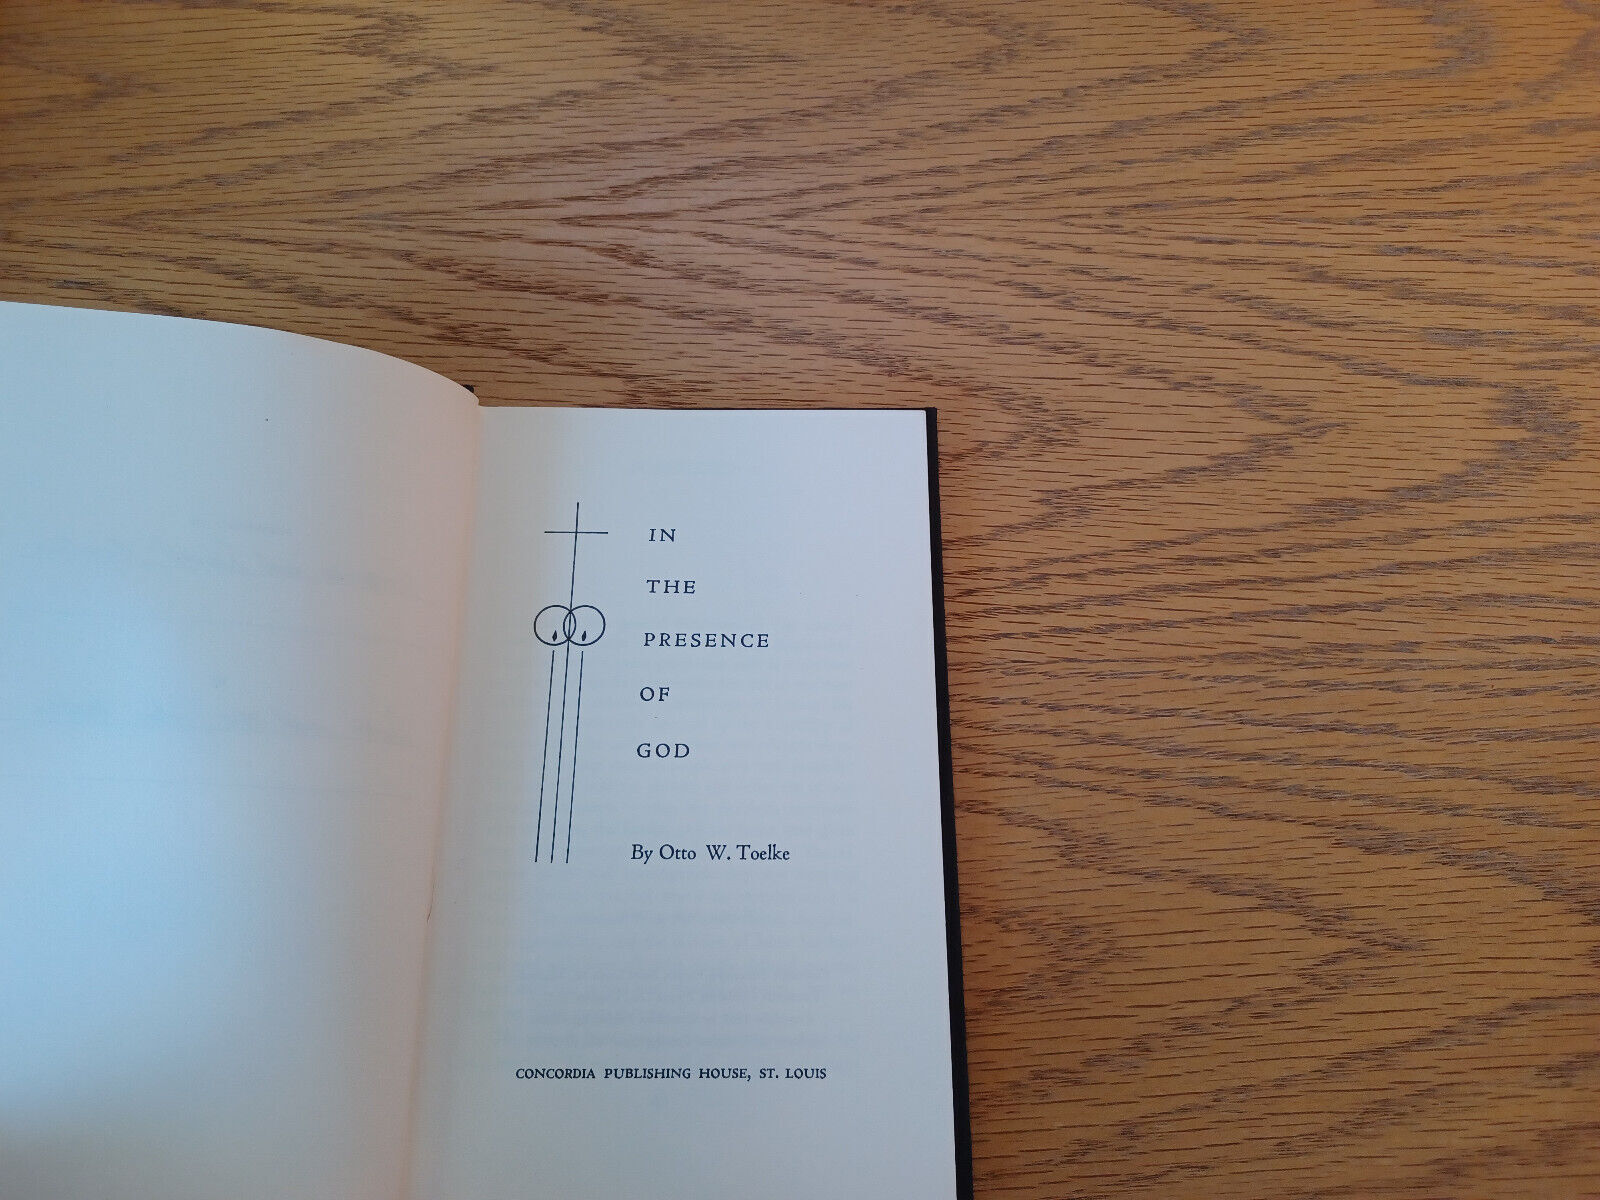 IN
THE
PRESENCE
OF
GOD
By Otto W. Toelke
CONCORDIA PUBLISHING HOUSE, ST. LOUIS